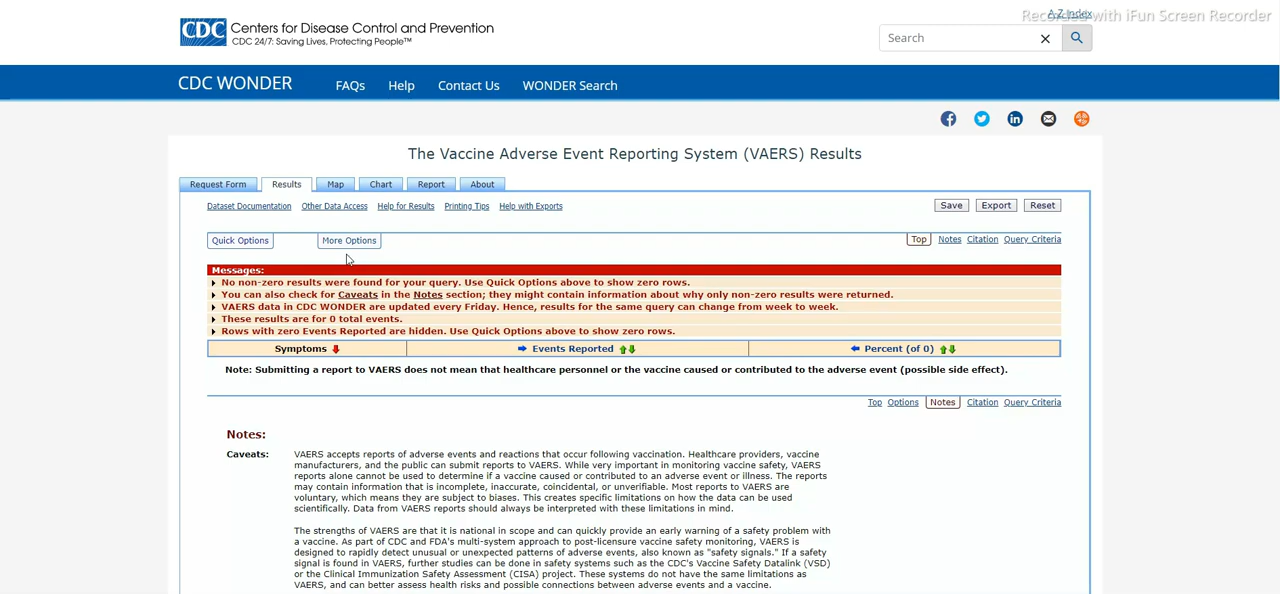 Recorded with iFun Screen Recorder
A-Z Index
CDC Centers for Disease Control and Prevention
CDC 24/7: Saving Lives, Protecting People™
Search
CDC WONDER FAQs Help Contact Us WONDER Search
The Vaccine Adverse Event Reporting System (VAERS) Results
Request Form Results Map Chart Report About
Dataset Documentation Other Data Access Help for Results Printing Tips Help with Exports Save Export Reset
Quick Options More Options Top Notes Citation Query Criteria
Messages:
No non-zero results were found for your query. Use Quick Options above to show zero rows.
You can also check for Caveats in the Notes section; they might contain information about why only non-zero results were returned.
VAERS data in CDC WONDER are updated every Friday. Hence, results for the same query can change from week to week.
These results are for 0 total events.
Rows with zero Events Reported are hidden. Use Quick Options above to show zero rows.
Symptoms Events Reported Percent (of 0)
Note: Submitting a report to VAERS does not mean that healthcare personnel or the vaccine caused or contributed to the adverse event (possible side effect).
Top Options Notes Citation Query Criteria
Notes:
Caveats: VAERS accepts reports of adverse events and reactions that occur following vaccination. Healthcare providers, vaccine
manufacturers, and the public can submit reports to VAERS. While very important in monitoring vaccine safety, VAERS
reports alone cannot be used to determine if a vaccine caused or contributed to an adverse event or illness. The reports
may contain information that is incomplete, inaccurate, coincidental, or unverifiable. Most reports to VAERS are
voluntary, which means they are subject to biases. This creates specific limitations on how the data can be used
scientifically. Data from VAERS reports should always be interpreted with these limitations in mind.
The strengths of VAERS are that it is national in scope and can quickly provide an early warning of a safety problem with
a vaccine. As part of CDC and FDA's multi-system approach to post-licensure vaccine safety monitoring, VAERS is
designed to rapidly detect unusual or unexpected patterns of adverse events, also known as "safety signals." If a safety
signal is found in VAERS, further studies can be done in safety systems such as the CDC's Vaccine Safety Datalink (VSD)
or the Clinical Immunization Safety Assessment (CISA) project. These systems do not have the same limitations as
VAERS, and can better assess health risks and possible connections between adverse events and a vaccine.